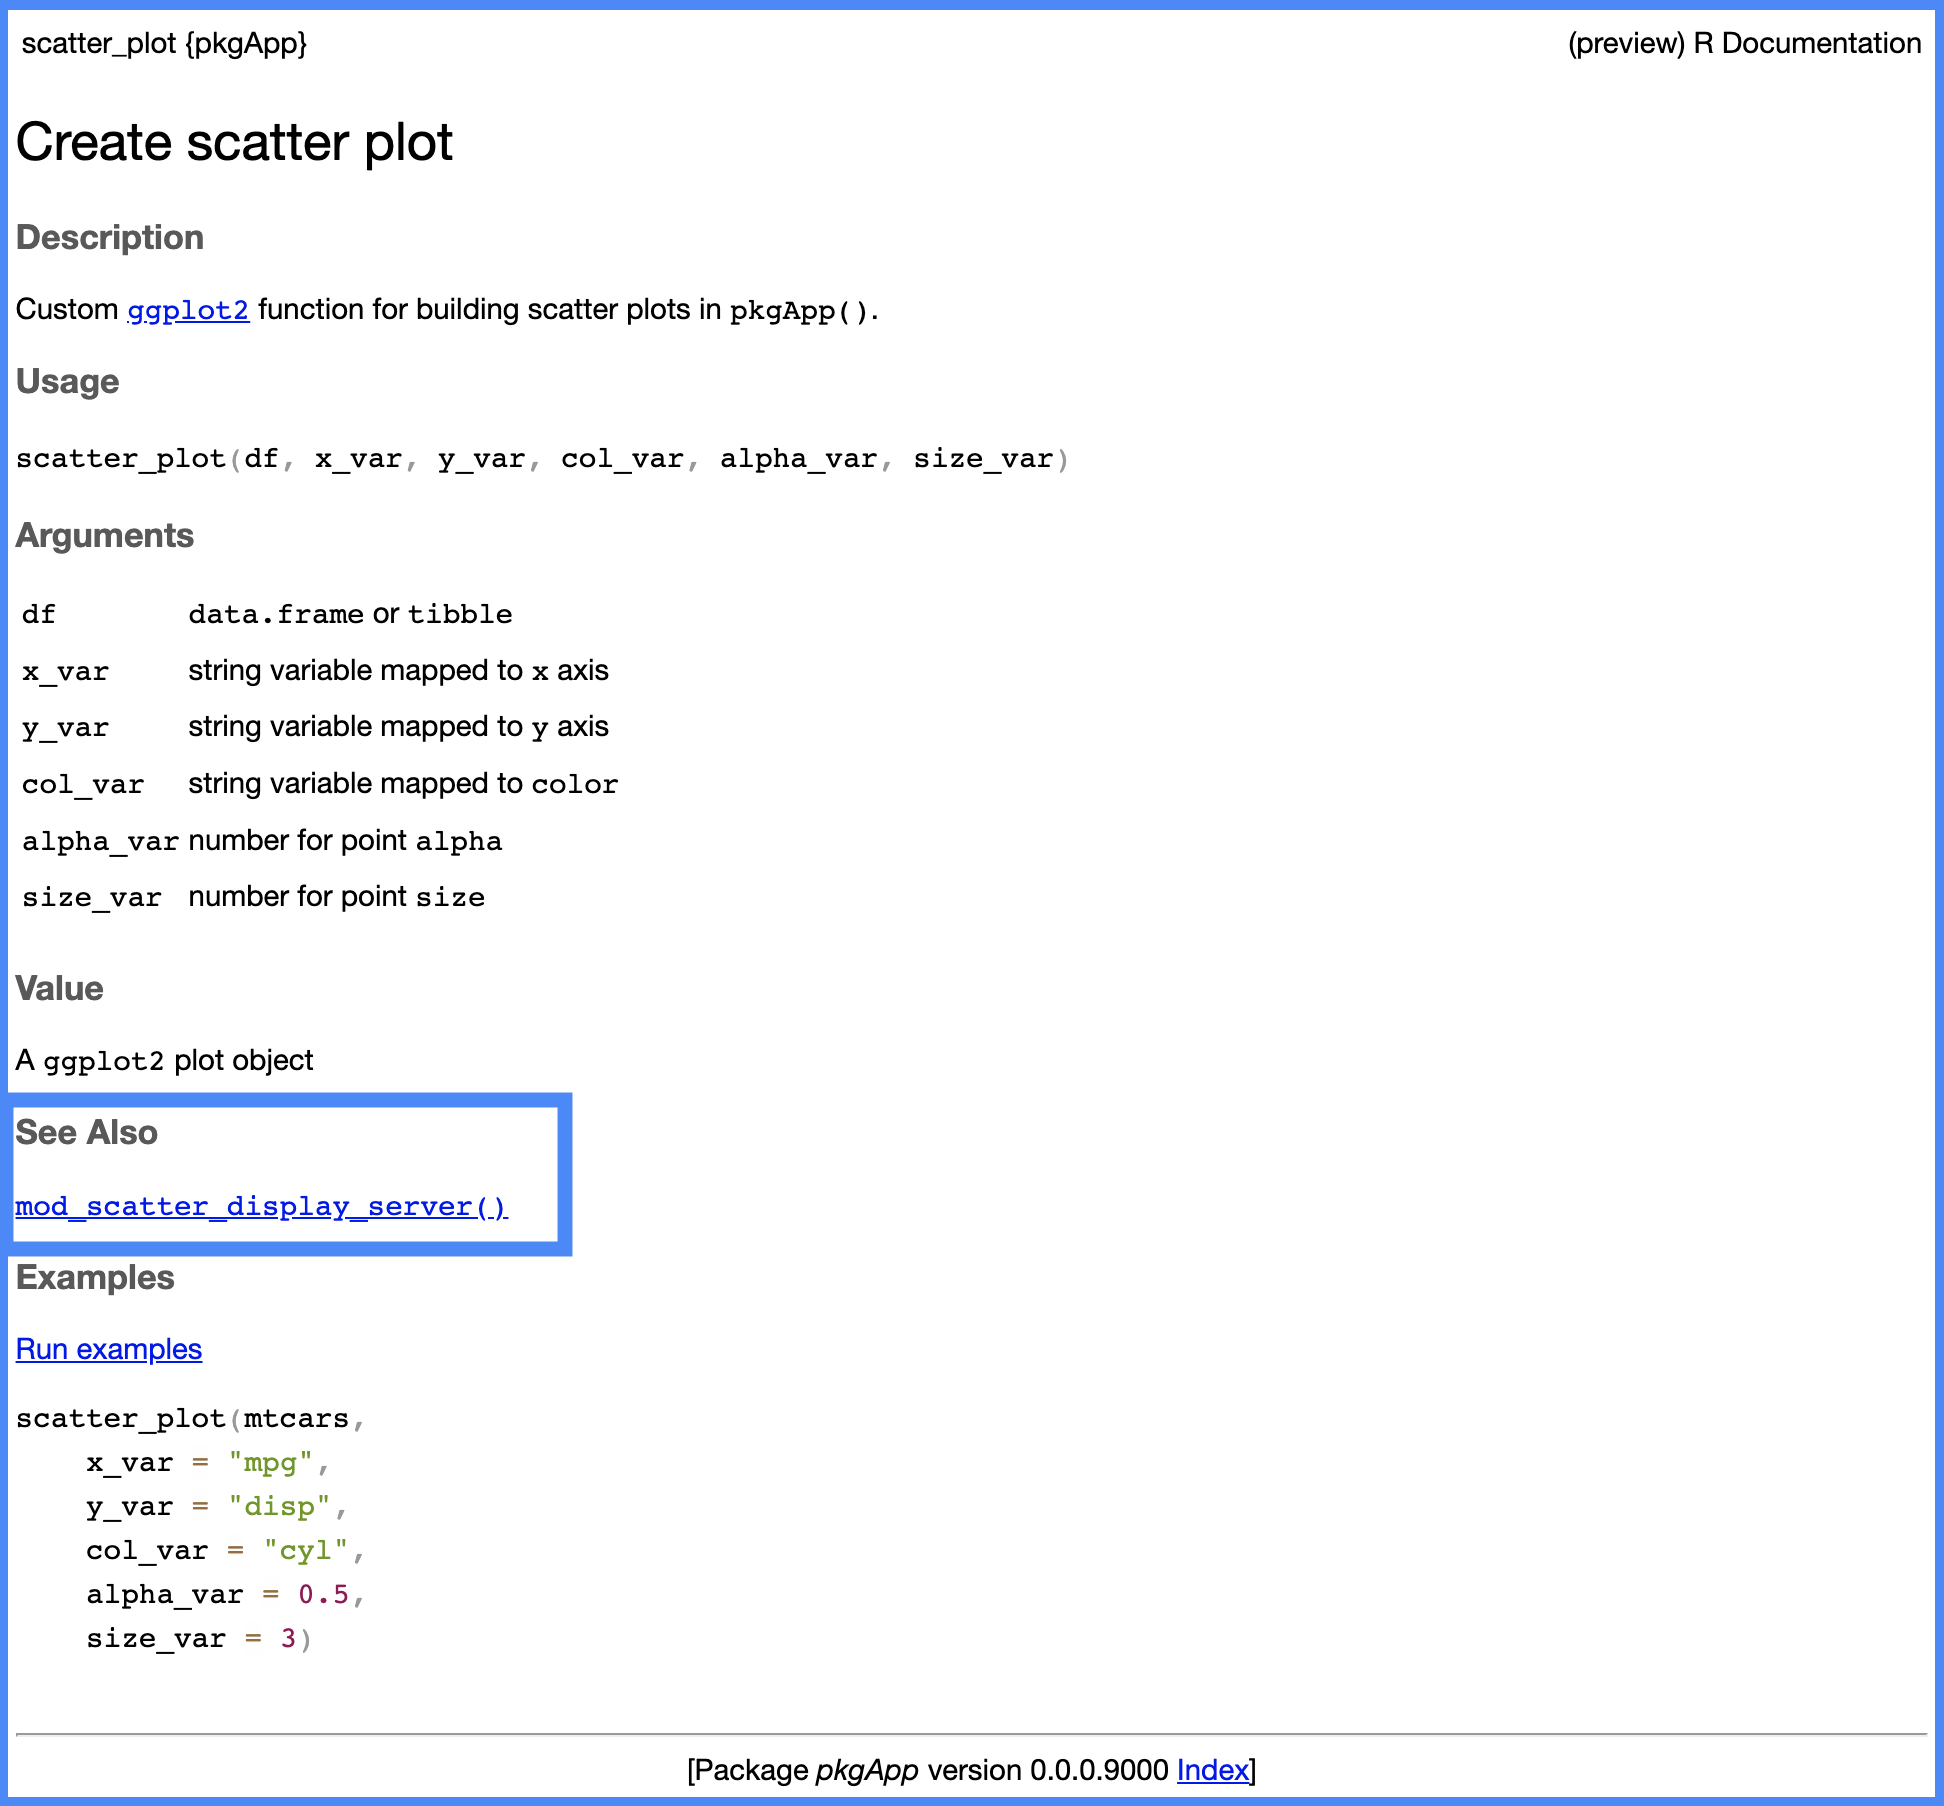 scatter_plot {pkgApp} (preview) R Documentation
Create scatter plot
Description
Custom ggplot2 function for building scatter plots in pkgApp().
Usage
scatter_plot(df, x_var, y_var, col_var, alpha_var, size_var)
Arguments
df data.frame or tibble
x_var string variable mapped to x axis
y_var string variable mapped to y axis
col_var string variable mapped to color
alpha_var number for point alpha
size_var number for point size
Value
A ggplot2 plot object
See Also
mod_scatter_display_server()
Examples
Run examples
scatter_plot(mtcars,
    x_var = "mpg",
    y_var = "disp",
    col_var = "cyl",
    alpha_var = 0.5,
    size_var = 3)
[Package pkgApp version 0.0.0.9000 Index]